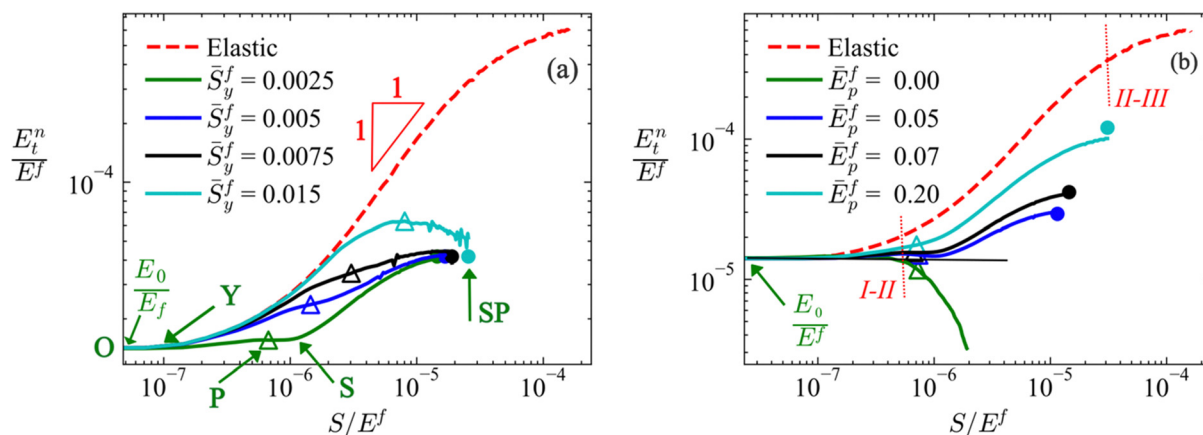 (a)
Elastic
S̄_y^f = 0.0025
S̄_y^f = 0.005
S̄_y^f = 0.0075
S̄_y^f = 0.015
1
1
E_t^n / E^f
10^-4
E_0 / E_f
Y
O
P
S
SP
10^-7 10^-6 10^-5 10^-4
S/E^f
(b)
Elastic
Ē_p^f = 0.00
Ē_p^f = 0.05
Ē_p^f = 0.07
Ē_p^f = 0.20
II-III
E_t^n / E^f
10^-4
10^-5
I-II
E_0 / E^f
10^-7 10^-6 10^-5 10^-4
S/E^f